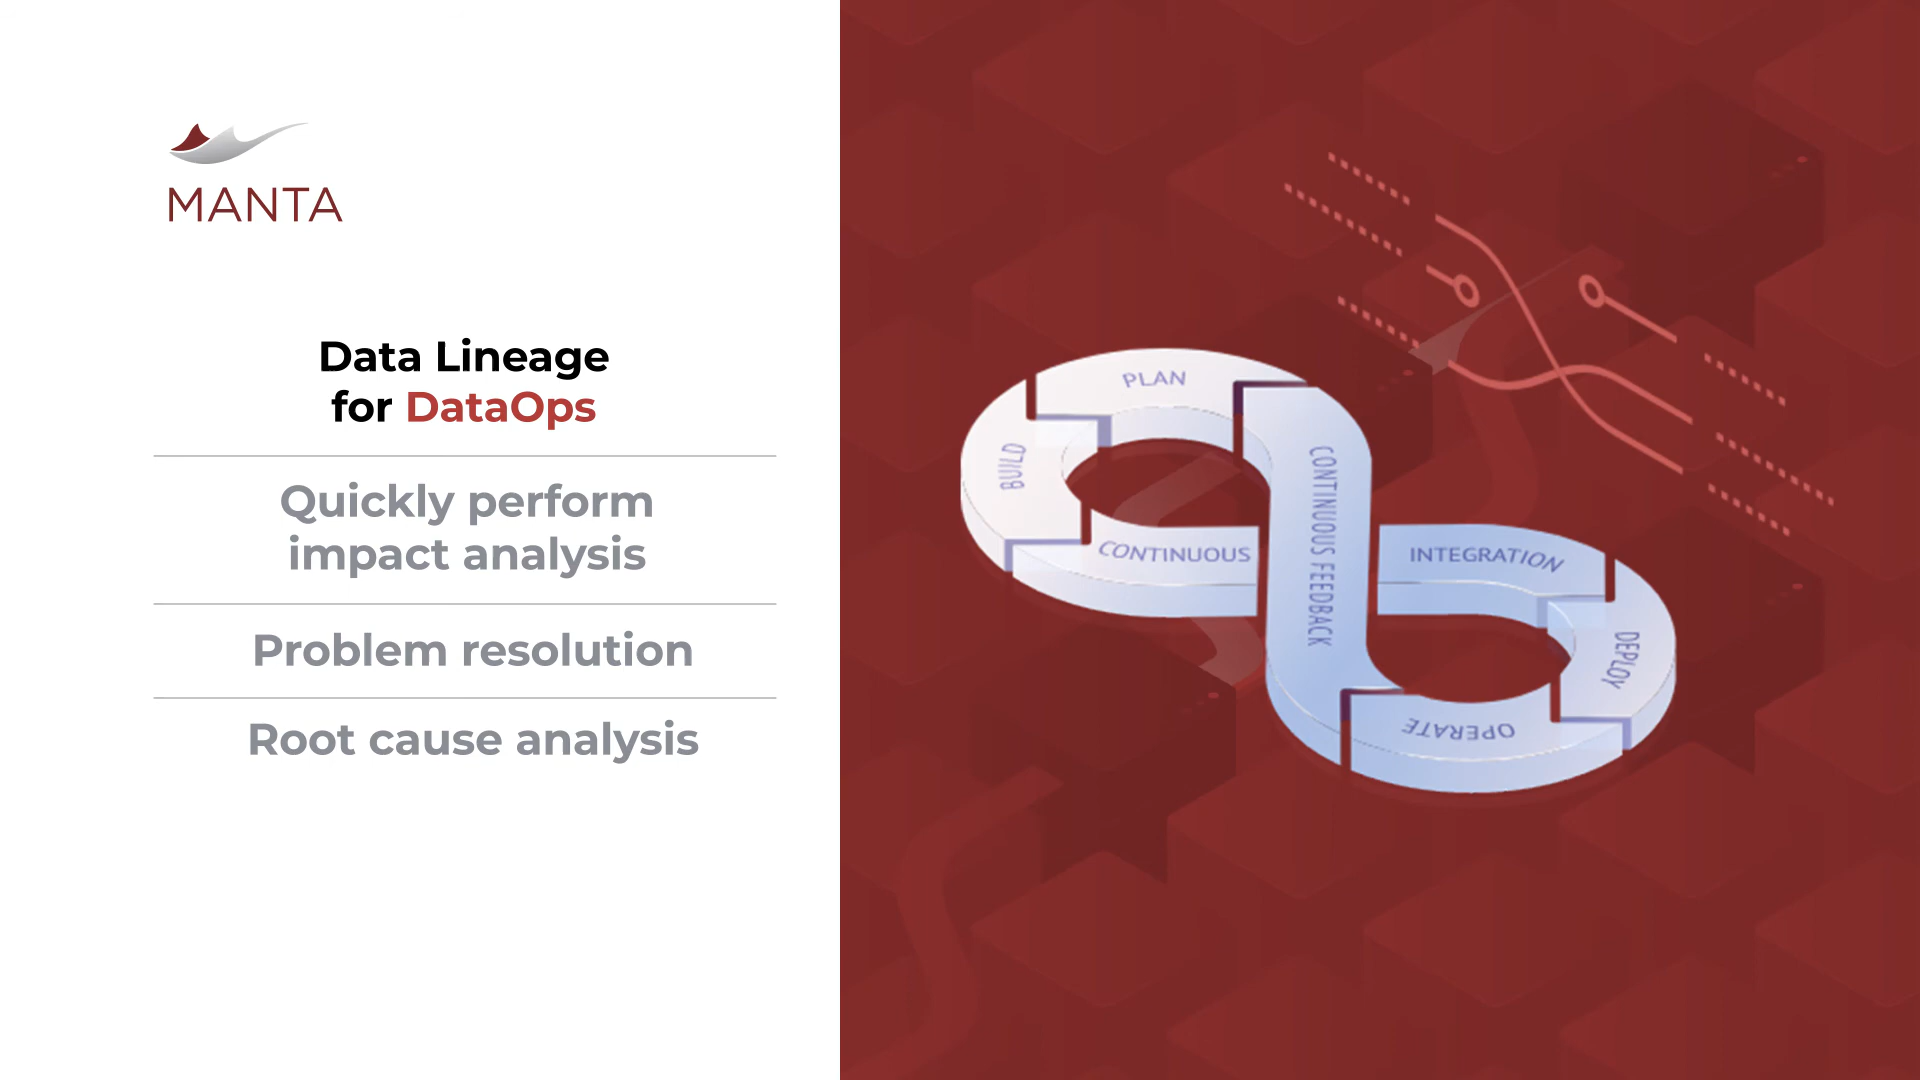 MANTA
Data Lineage
for DataOps
Quickly perform
impact analysis
Problem resolution
Root cause analysis
PLAN
BUILD
CONTINUOUS
CONTINUOUS FEEDBACK
INTEGRATION
DEPLOY
OPERATE